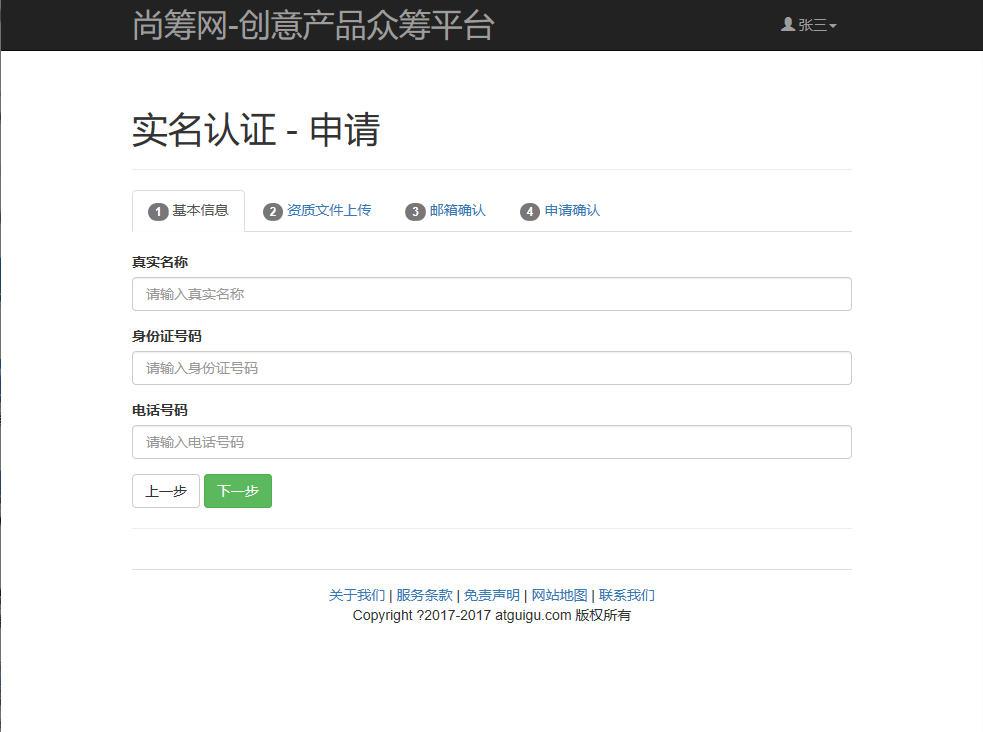 尚筹网-创意产品众筹平台 张三
实名认证 - 申请
1 基本信息 2 资质文件上传 3 邮箱确认 4 申请确认
真实名称
请输入真实名称
身份证号码
请输入身份证号码
电话号码
请输入电话号码
上一步 下一步
关于我们 | 服务条款 | 免责声明 | 网站地图 | 联系我们
Copyright ?2017-2017 atguigu.com 版权所有